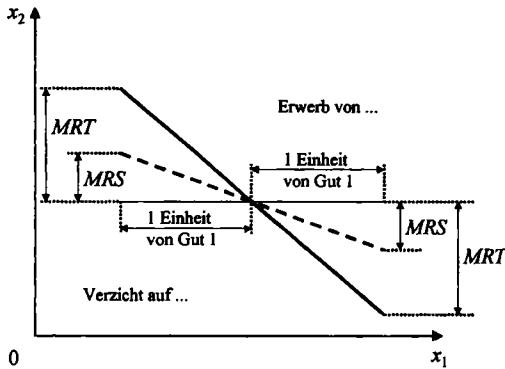 x₂
Erwerb von ...
MRT
1 Einheit
von Gut 1
MRS
1 Einheit
von Gut 1
MRS
MRT
Verzicht auf ...
0
x₁